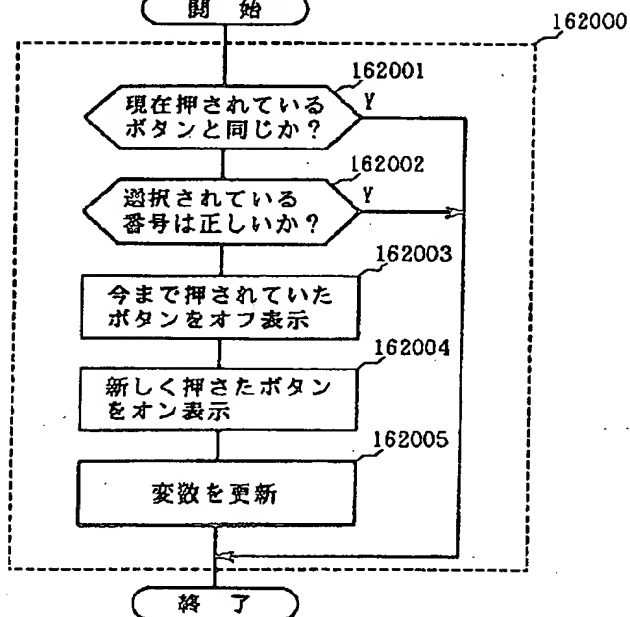 開 始
162000
162001
現在押されている
ボタンと同じか？
Y
162002
選択されている
番号は正しいか？
Y
162003
今まで押されていた
ボタンをオフ表示
162004
新しく押さたボタン
をオン表示
162005
変数を更新
終 了